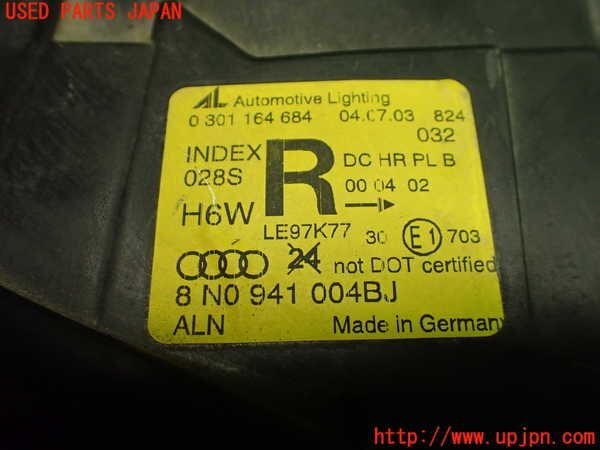 USED PARTS JAPAN
AL Automotive Lighting
0 301 164 684 04.07.03 824
032
INDEX R DC HR PL B
028S 00 04 02
H6W
LE97K77 30 E1 703
24 not DOT certified
8 N0 941 004BJ
ALN Made in Germany
www.upjpn.com